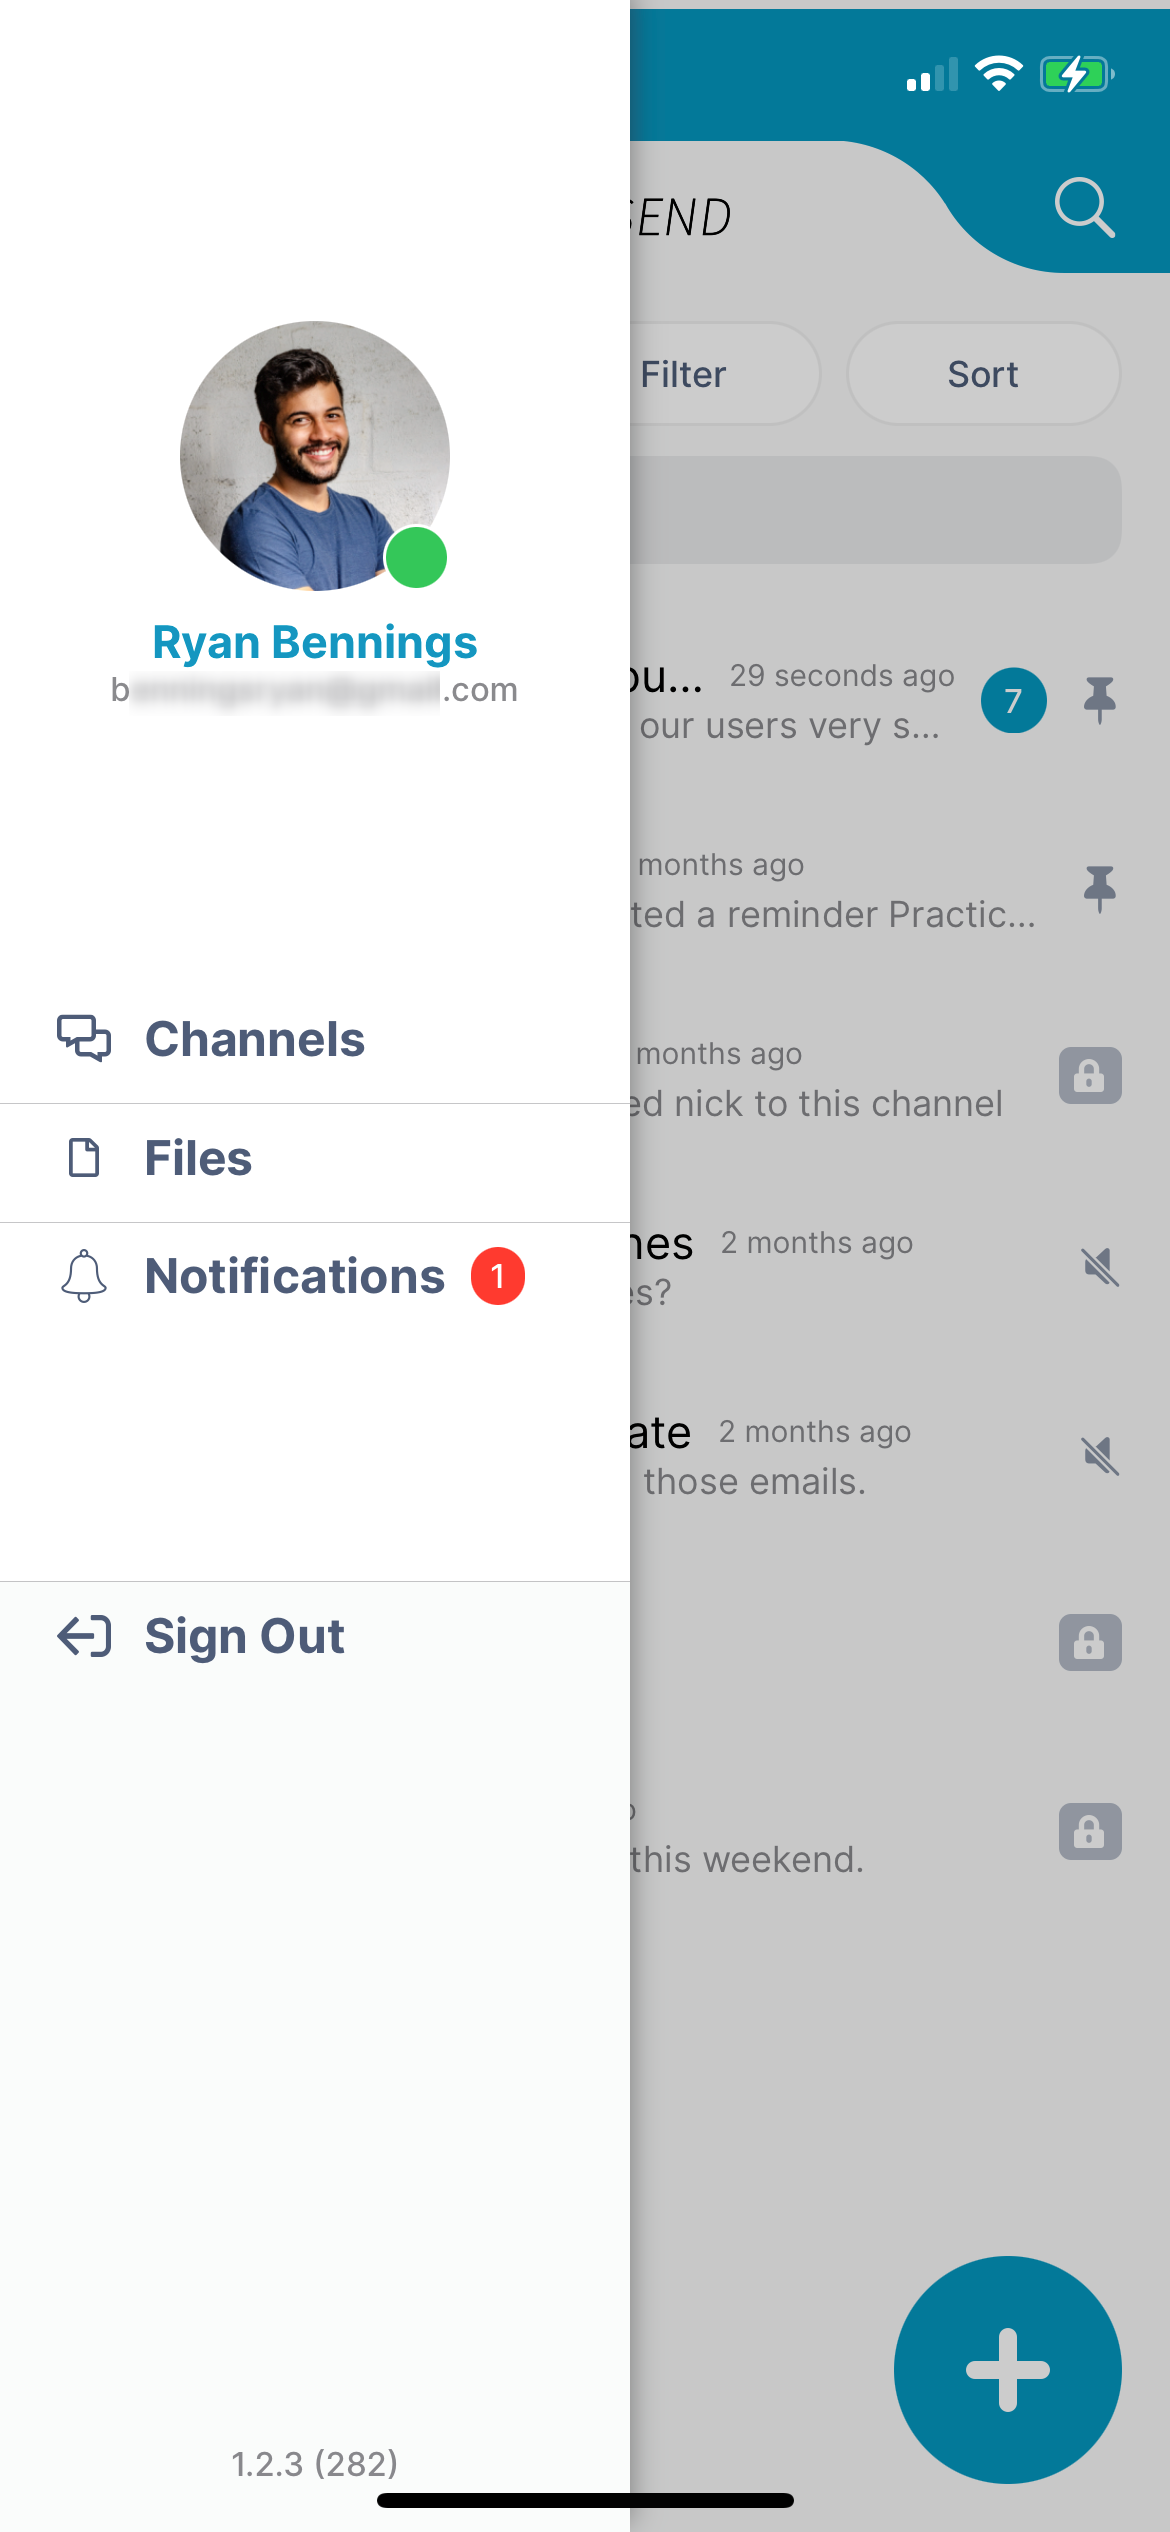 END
Filter
Sort
Ryan Bennings
.com
ou... 29 seconds ago
7
our users very s...
months ago
ted a reminder Practic...
Channels
months ago
ed nick to this channel
Files
Notifications 1
nes 2 months ago
es?
ate 2 months ago
those emails.
Sign Out
this weekend.
1.2.3 (282)